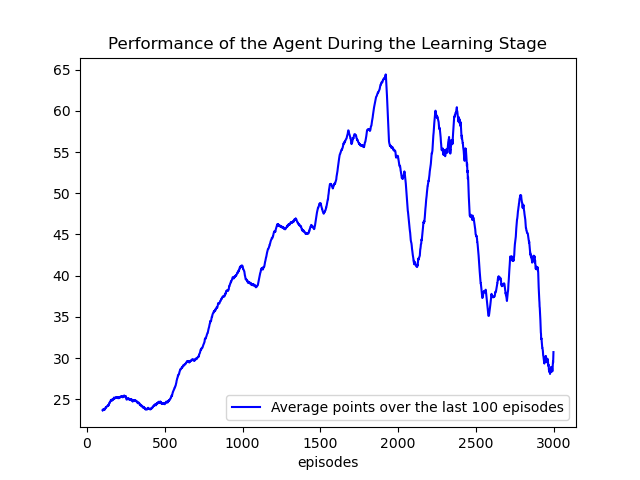 Performance of the Agent During the Learning Stage
65
60
55
50
45
40
35
30
25
Average points over the last 100 episodes
0 500 1000 1500 2000 2500 3000
episodes